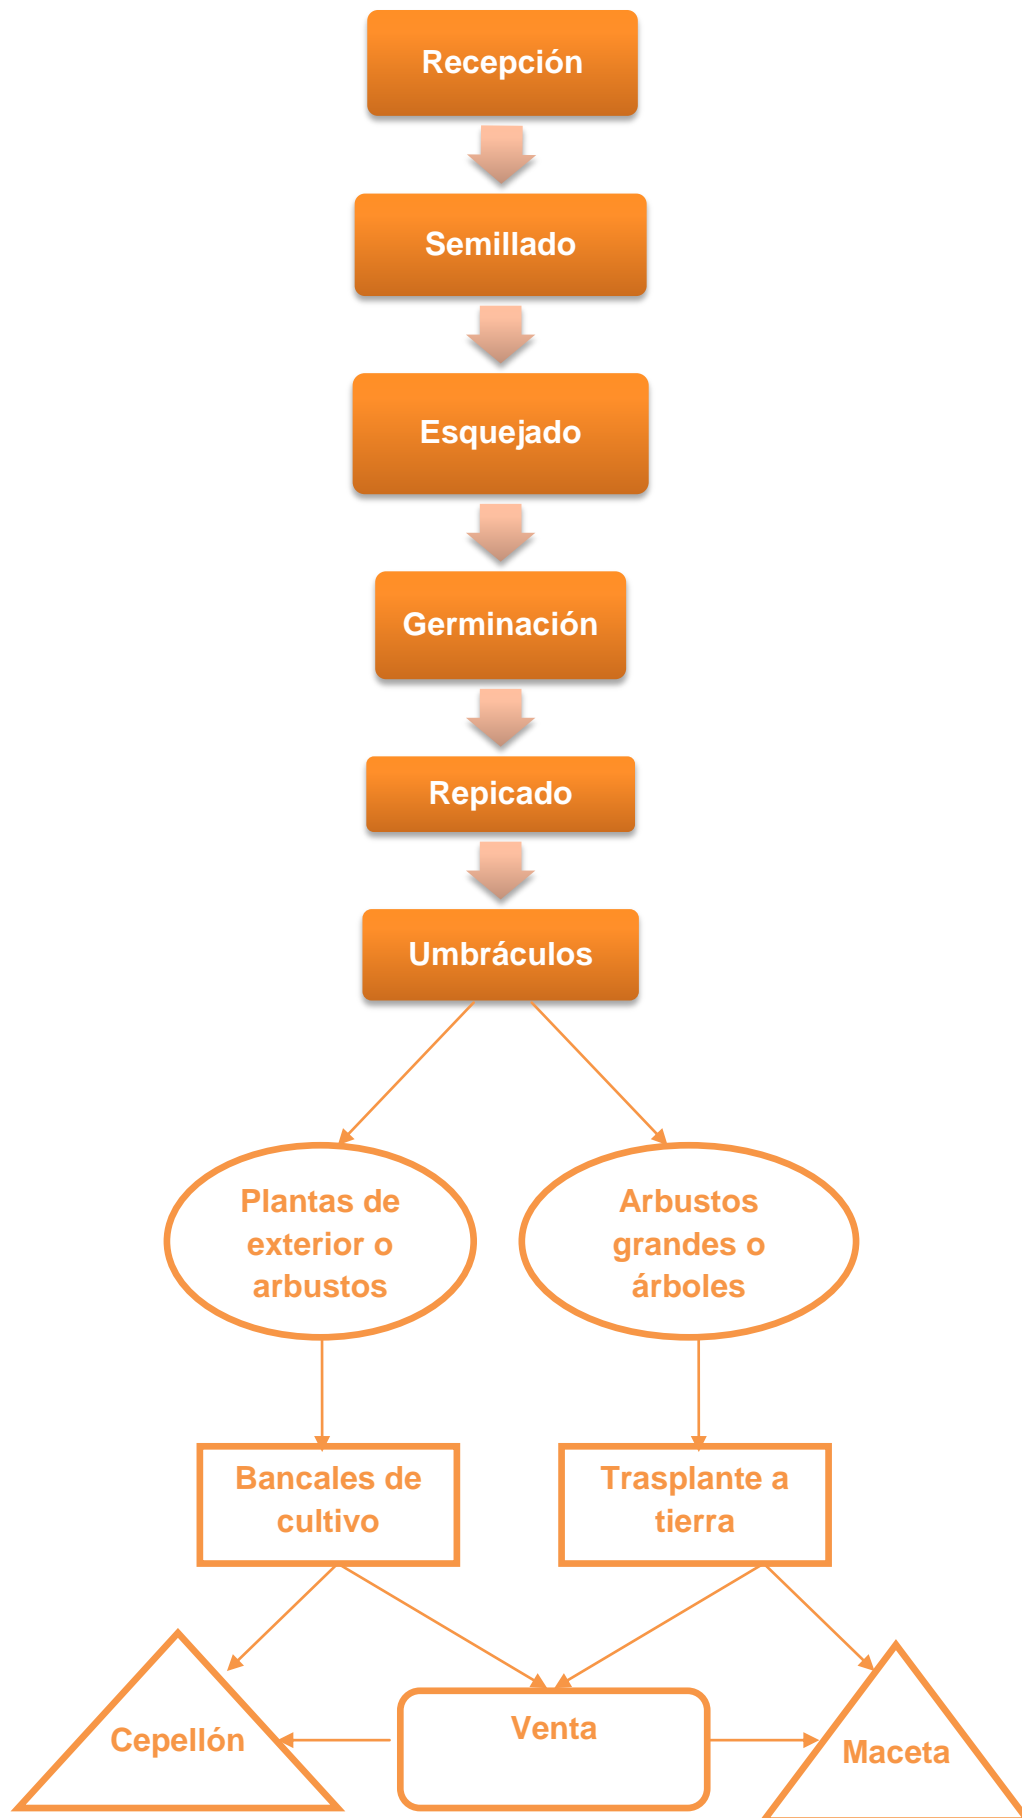 Recepción
Semillado
Esquejado
Germinación
Repicado
Umbráculos
Plantas de
exterior o
arbustos
Arbustos
grandes o
árboles
Bancales de
cultivo
Trasplante a
tierra
Cepellón
Venta
Maceta